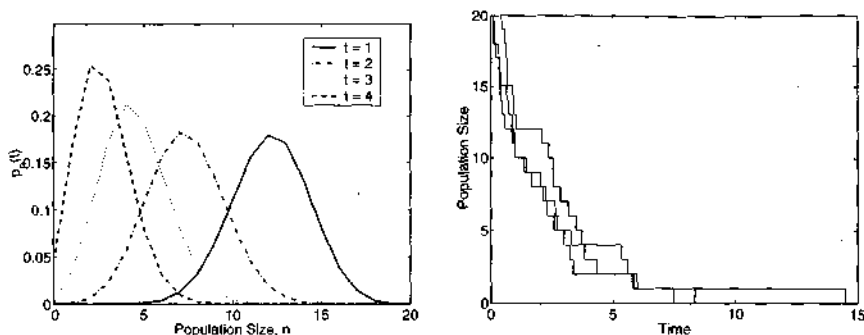 t = 1
t = 2
t = 3
t = 4
0.25
0.2
0.15
0.1
0.05
0
p_n(t)
0 5 10 15 20
Population Size, n
20
15
10
5
0
Population Size
0 5 10 15
Time